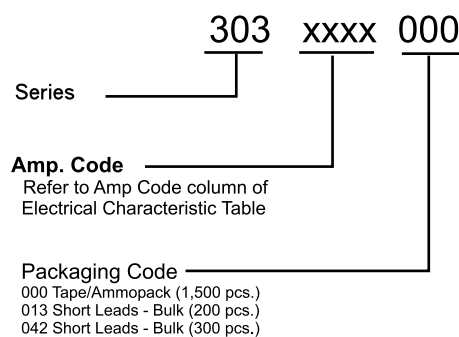 303 xxxx 000
Series
Amp. Code
Refer to Amp Code column of
Electrical Characteristic Table
Packaging Code
000 Tape/Ammopack (1,500 pcs.)
013 Short Leads - Bulk (200 pcs.)
042 Short Leads - Bulk (300 pcs.)